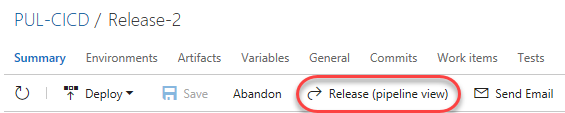 PUL-CICD / Release-2
Summary Environments Artifacts Variables General Commits Work items Tests
Deploy Save Abandon Release (pipeline view) Send Email